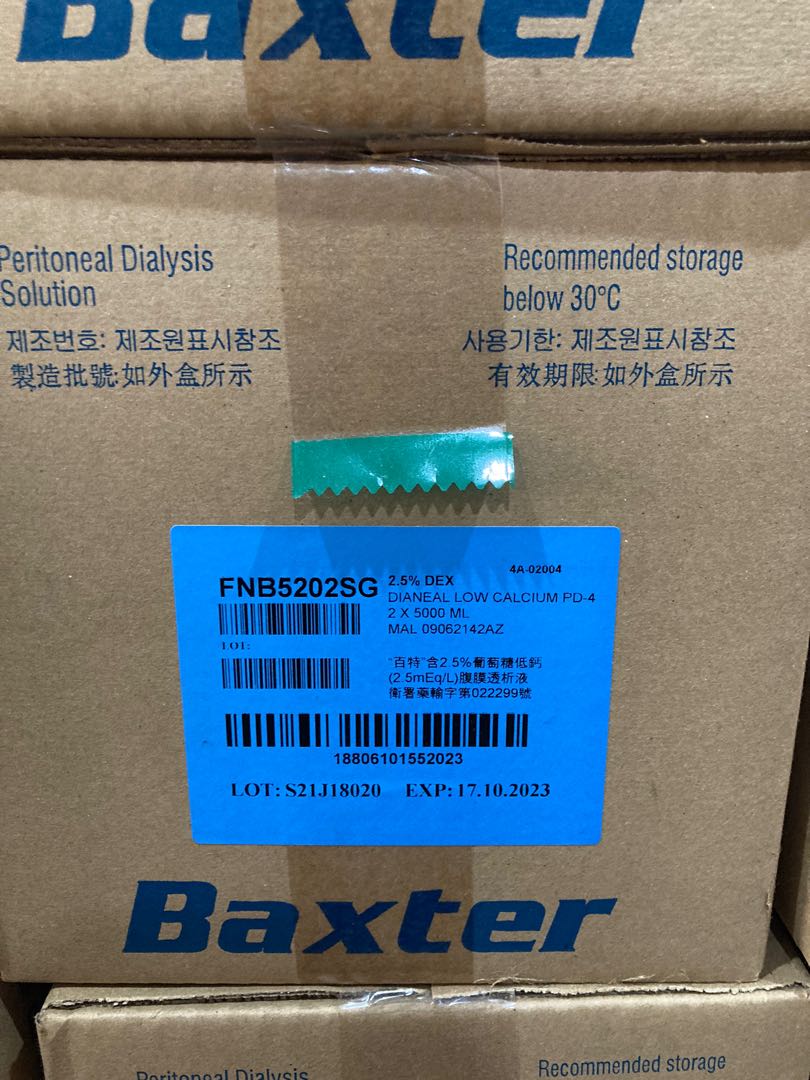 Baxter
Peritoneal Dialysis
Solution
Recommended storage
below 30°C
제조번호: 제조원표시참조
製造批號:如外盒所示
사용기한: 제조원표시참조
有效期限:如外盒所示
4A-02004
FNB5202SG
2.5% DEX
DIANEAL LOW CALCIUM PD-4
2 X 5000 ML
MAL 09062142AZ
LOT:
"百特"含2.5%葡萄糖低鈣
(2.5mEq/L)腹膜透析液
衛署藥輸字第022299號
18806101552023
LOT: S21J18020 EXP: 17.10.2023
Baxter
Peritoneal Dialysis
Recommended storage